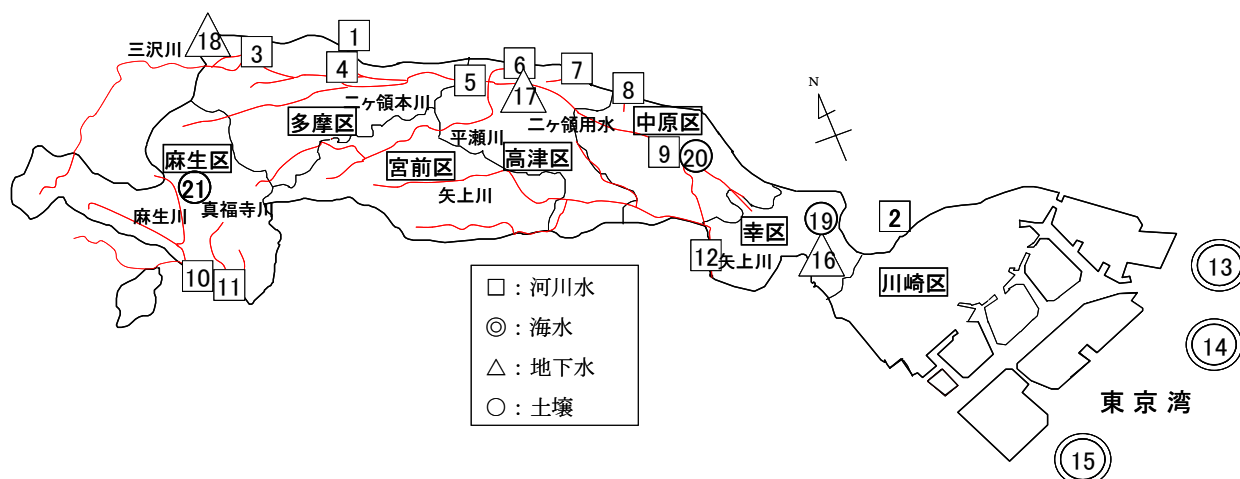 1
18
三沢川
3
4
5
6
7
8
17
二ヶ領本川
二ヶ領用水
多摩区
中原区
平瀬川
麻生区
宮前区
高津区
9
20
21
矢上川
麻生川
真福寺川
N
幸区
19
2
12
矢上川
16
川崎区
10
11
13
14
15
東京湾
□：河川水
◎：海水
△：地下水
○：土壌